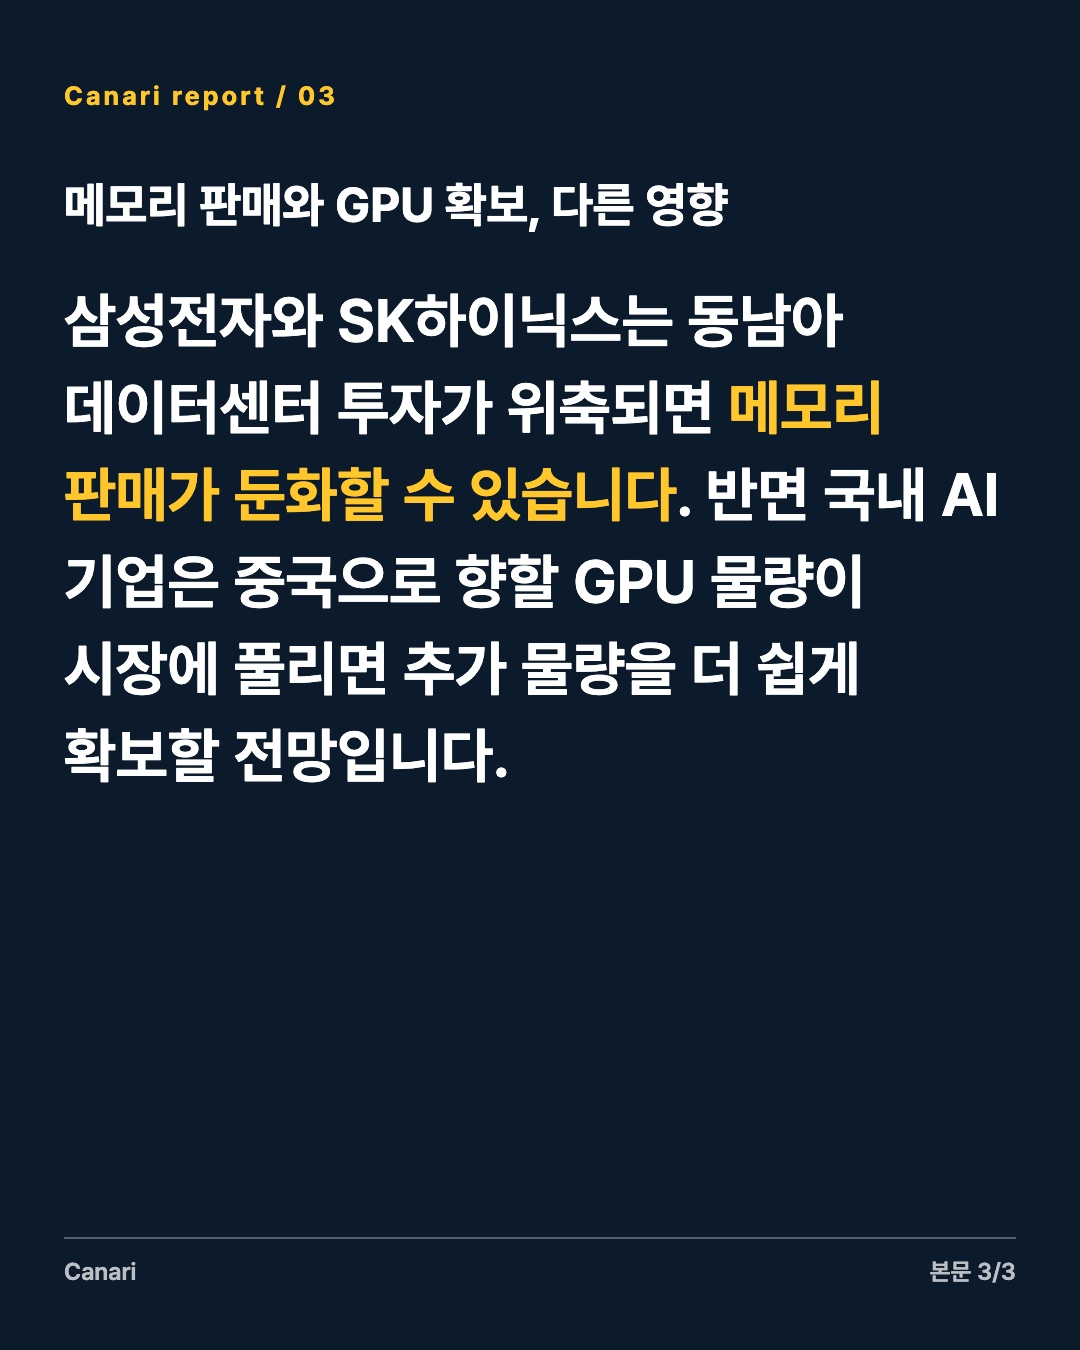 Canari report / 03
메모리 판매와 GPU 확보, 다른 영향
삼성전자와 SK하이닉스는 동남아
데이터센터 투자가 위축되면 메모리
판매가 둔화할 수 있습니다. 반면 국내 AI
기업은 중국으로 향할 GPU 물량이
시장에 풀리면 추가 물량을 더 쉽게
확보할 전망입니다.
Canari
본문 3/3